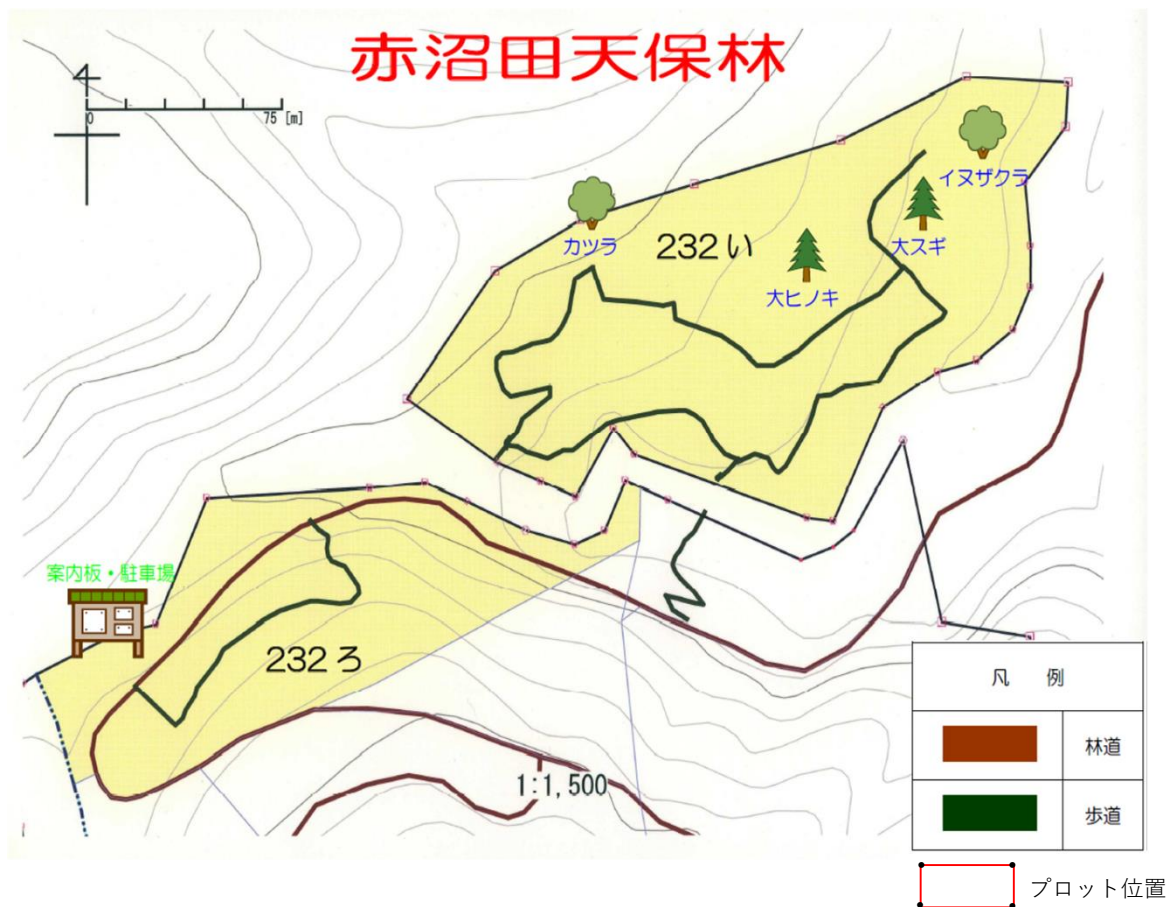 赤沼田天保林
0 75 [m]
イヌザクラ
カツラ
232い
大スギ
大ヒノキ
案内板・駐車場
232ろ
1:1,500
凡 例
林道
歩道
プロット位置